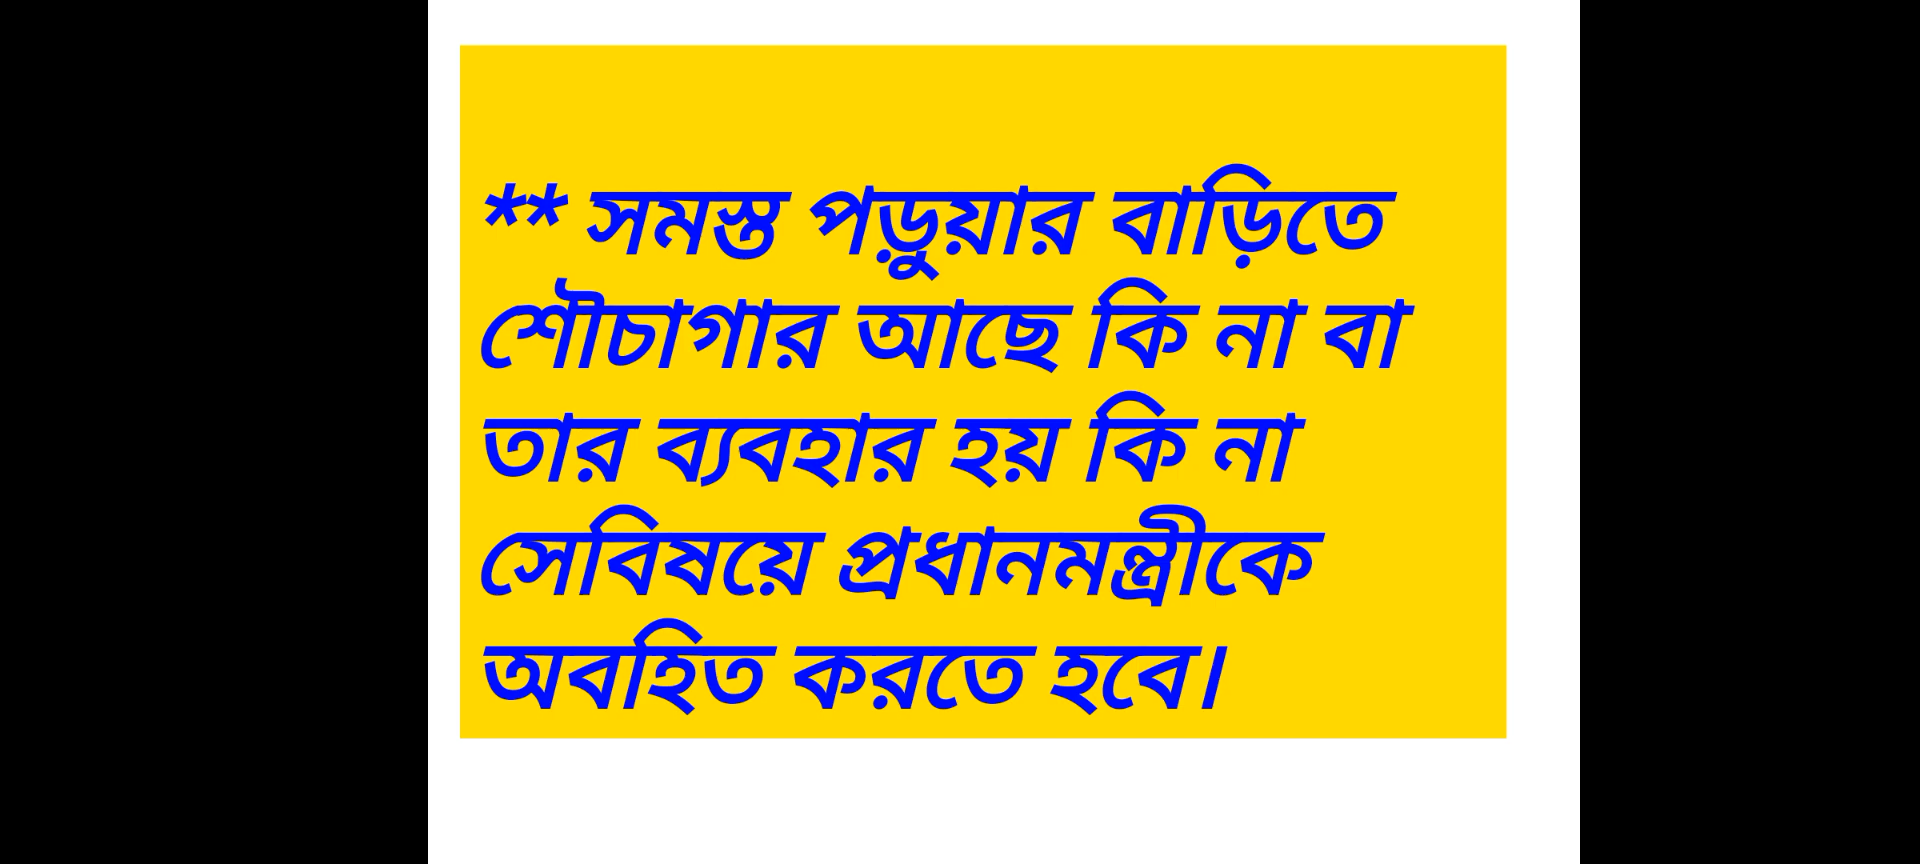 ** সমস্ত পড়ুয়ার বাড়িতে
শৌচাগার আছে কি না বা
তার ব্যবহার হয় কি না
সেবিষয়ে প্রধানমন্ত্রীকে
অবহিত করতে হবে।